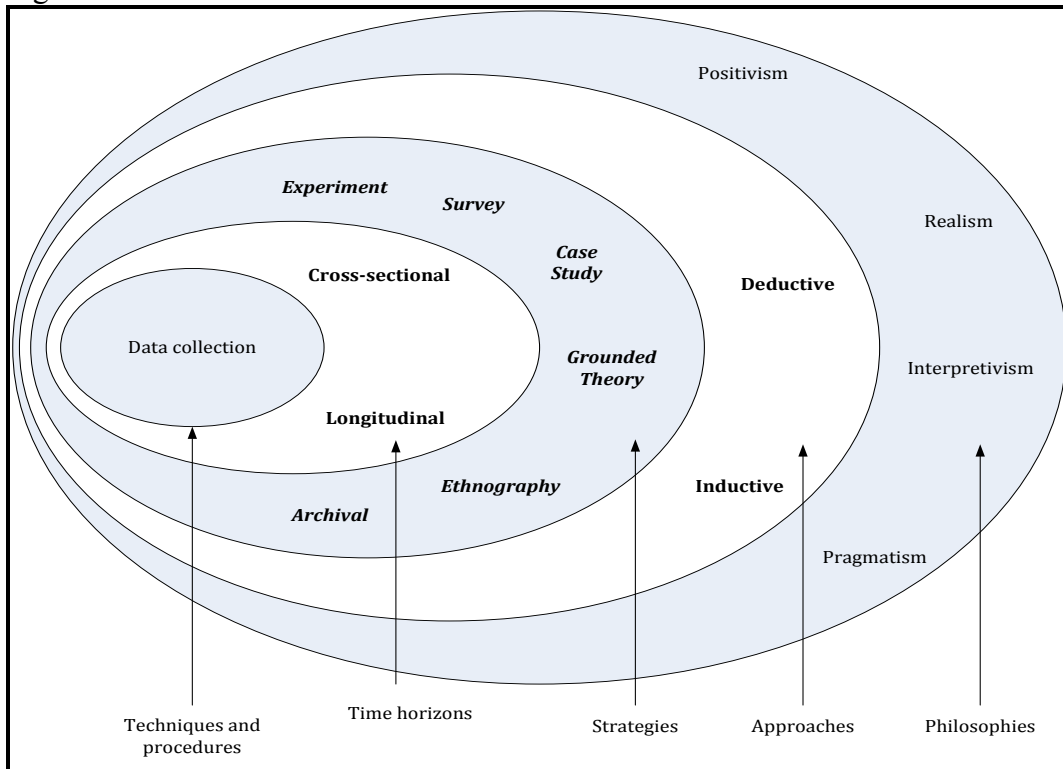 Positivism
Experiment
Survey
Realism
Case
Study
Cross-sectional
Deductive
Data collection
Grounded
Theory
Interpretivism
Longitudinal
Ethnography
Inductive
Archival
Pragmatism
Techniques and
procedures
Time horizons
Strategies
Approaches
Philosophies